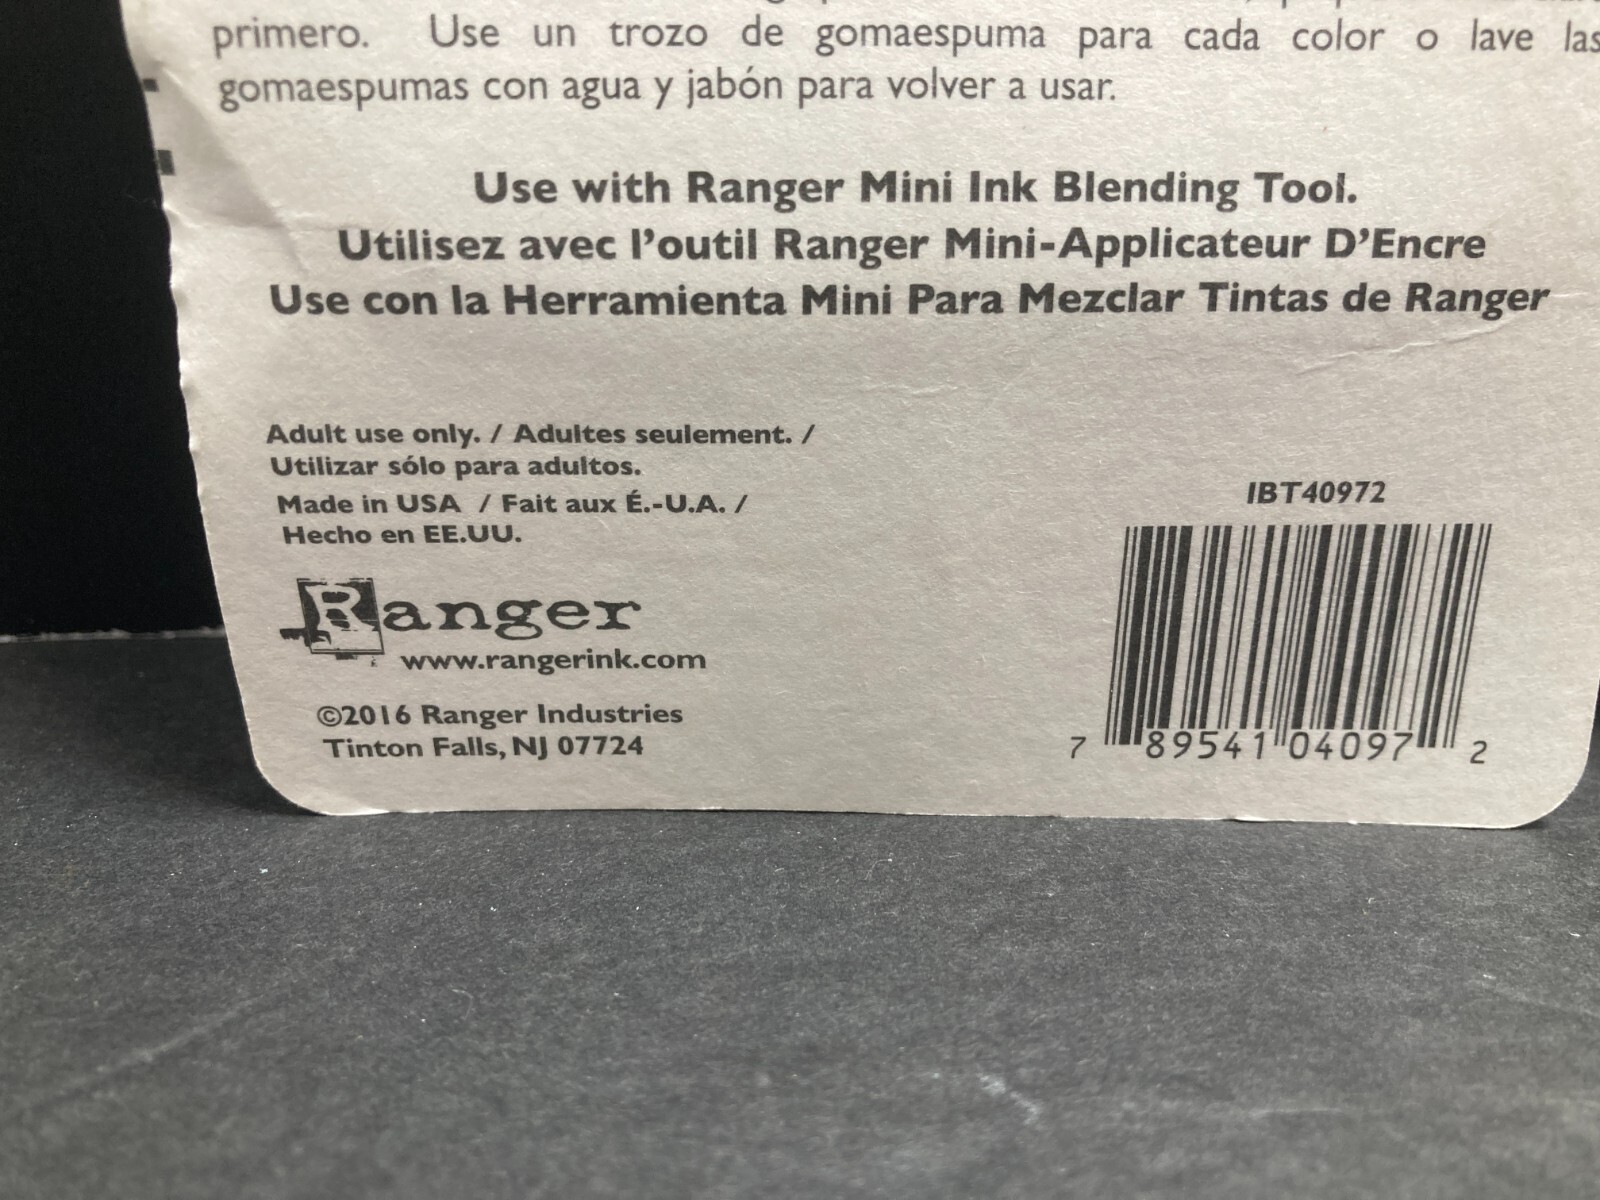 primero. Use un trozo de gomaespuma para cada color o lave las
gomaespumas con agua y jabón para volver a usar.
Use with Ranger Mini Ink Blending Tool.
Utilisez avec l'outil Ranger Mini-Applicateur D'Encre
Use con la Herramienta Mini Para Mezclar Tintas de Ranger
Adult use only. / Adultes seulement. /
Utilizar sólo para adultos.
Made in USA / Fait aux É.-U.A. /
Hecho en EE.UU.
Ranger
www.rangerink.com
©2016 Ranger Industries
Tinton Falls, NJ 07724
IBT40972
7 89541 04097 2